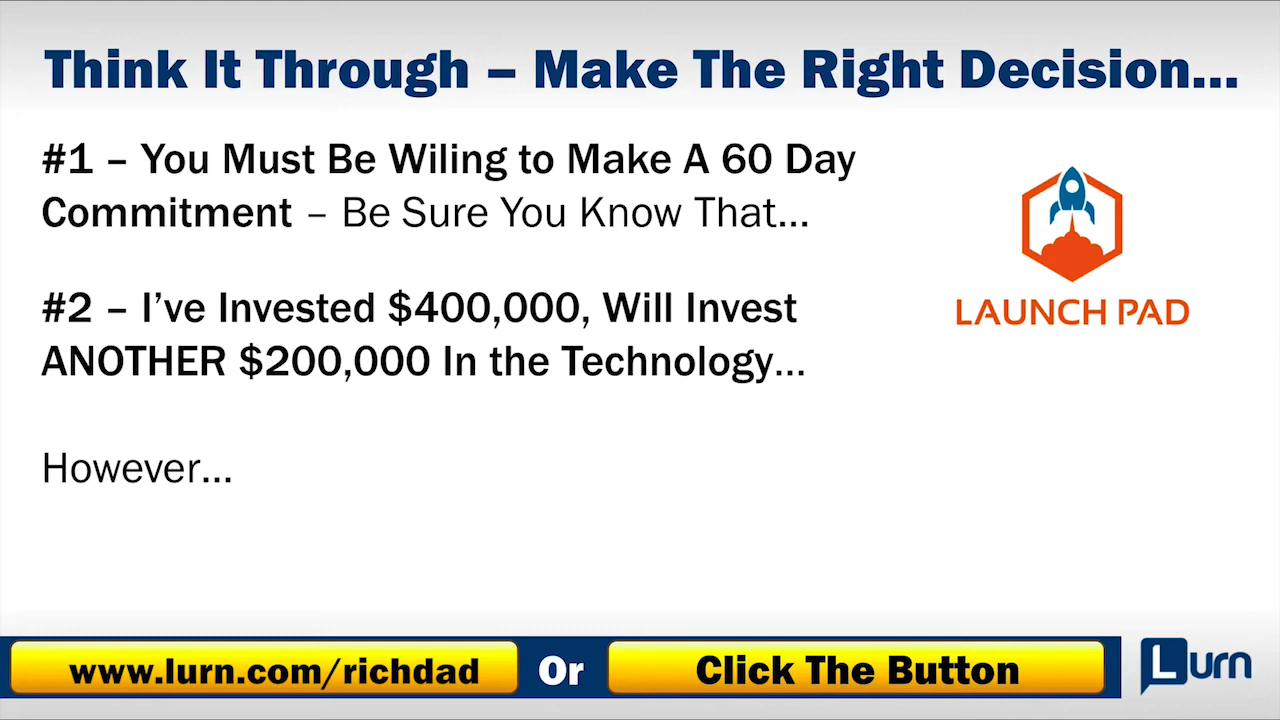 Think It Through – Make The Right Decision...
#1 – You Must Be Wiling to Make A 60 Day
Commitment – Be Sure You Know That...
#2 – I’ve Invested $400,000, Will Invest
ANOTHER $200,000 In the Technology...
However...
LAUNCH PAD
www.lurn.com/richdad Or Click The Button
Lurn